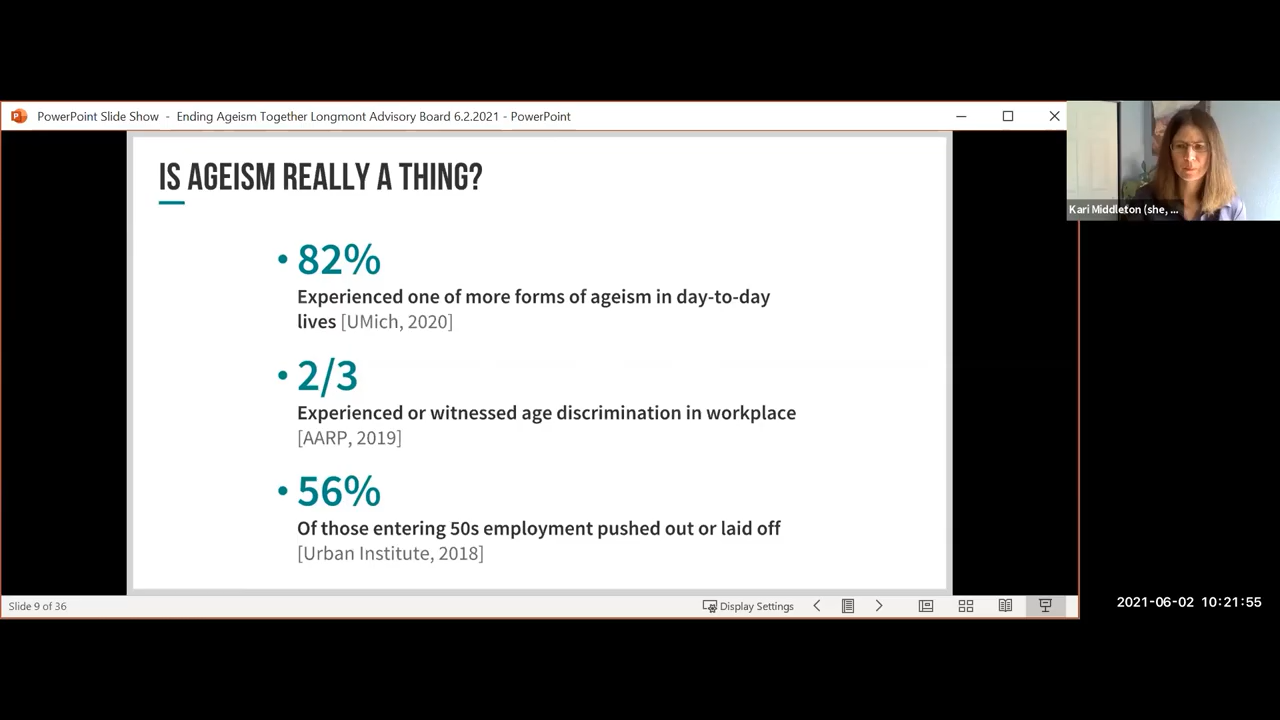 PowerPoint Slide Show - Ending Ageism Together Longmont Advisory Board 6.2.2021 - PowerPoint
IS AGEISM REALLY A THING?
• 82%
Experienced one of more forms of ageism in day-to-day
lives [UMich, 2020]
• 2/3
Experienced or witnessed age discrimination in workplace
[AARP, 2019]
• 56%
Of those entering 50s employment pushed out or laid off
[Urban Institute, 2018]
Kari Middleton (she, ...
Slide 9 of 36
Display Settings
2021-06-02 10:21:55